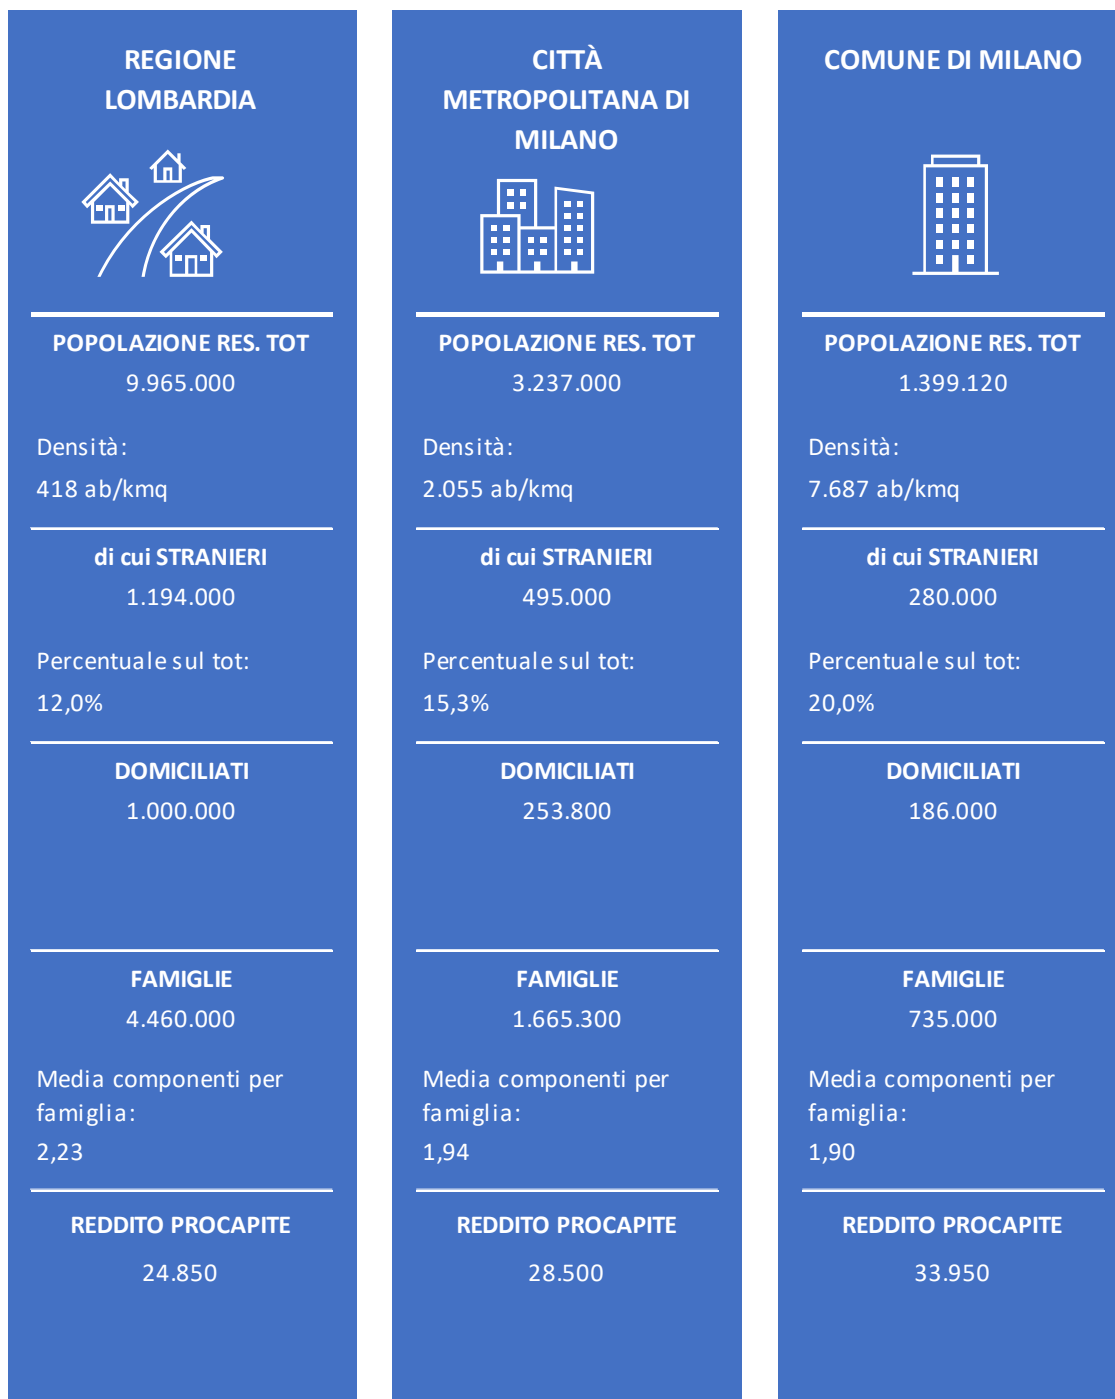 REGIONE
LOMBARDIA
POPOLAZIONE RES. TOT
9.965.000
Densità:
418 ab/kmq
di cui STRANIERI
1.194.000
Percentuale sul tot:
12,0%
DOMICILIATI
1.000.000
FAMIGLIE
4.460.000
Media componenti per
famiglia:
2,23
REDDITO PROCAPITE
24.850
CITTÀ
METROPOLITANA DI
MILANO
POPOLAZIONE RES. TOT
3.237.000
Densità:
2.055 ab/kmq
di cui STRANIERI
495.000
Percentuale sul tot:
15,3%
DOMICILIATI
253.800
FAMIGLIE
1.665.300
Media componenti per
famiglia:
1,94
REDDITO PROCAPITE
28.500
COMUNE DI MILANO
POPOLAZIONE RES. TOT
1.399.120
Densità:
7.687 ab/kmq
di cui STRANIERI
280.000
Percentuale sul tot:
20,0%
DOMICILIATI
186.000
FAMIGLIE
735.000
Media componenti per
famiglia:
1,90
REDDITO PROCAPITE
33.950